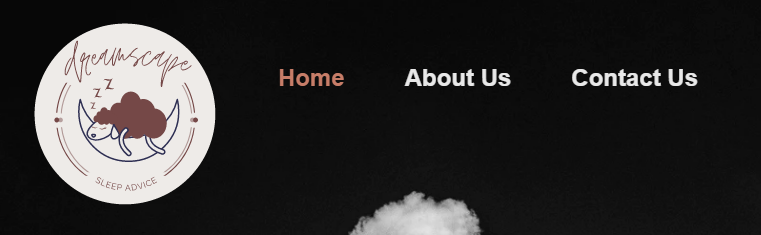 dreamscape
z z z
SLEEP ADVICE
Home About Us Contact Us